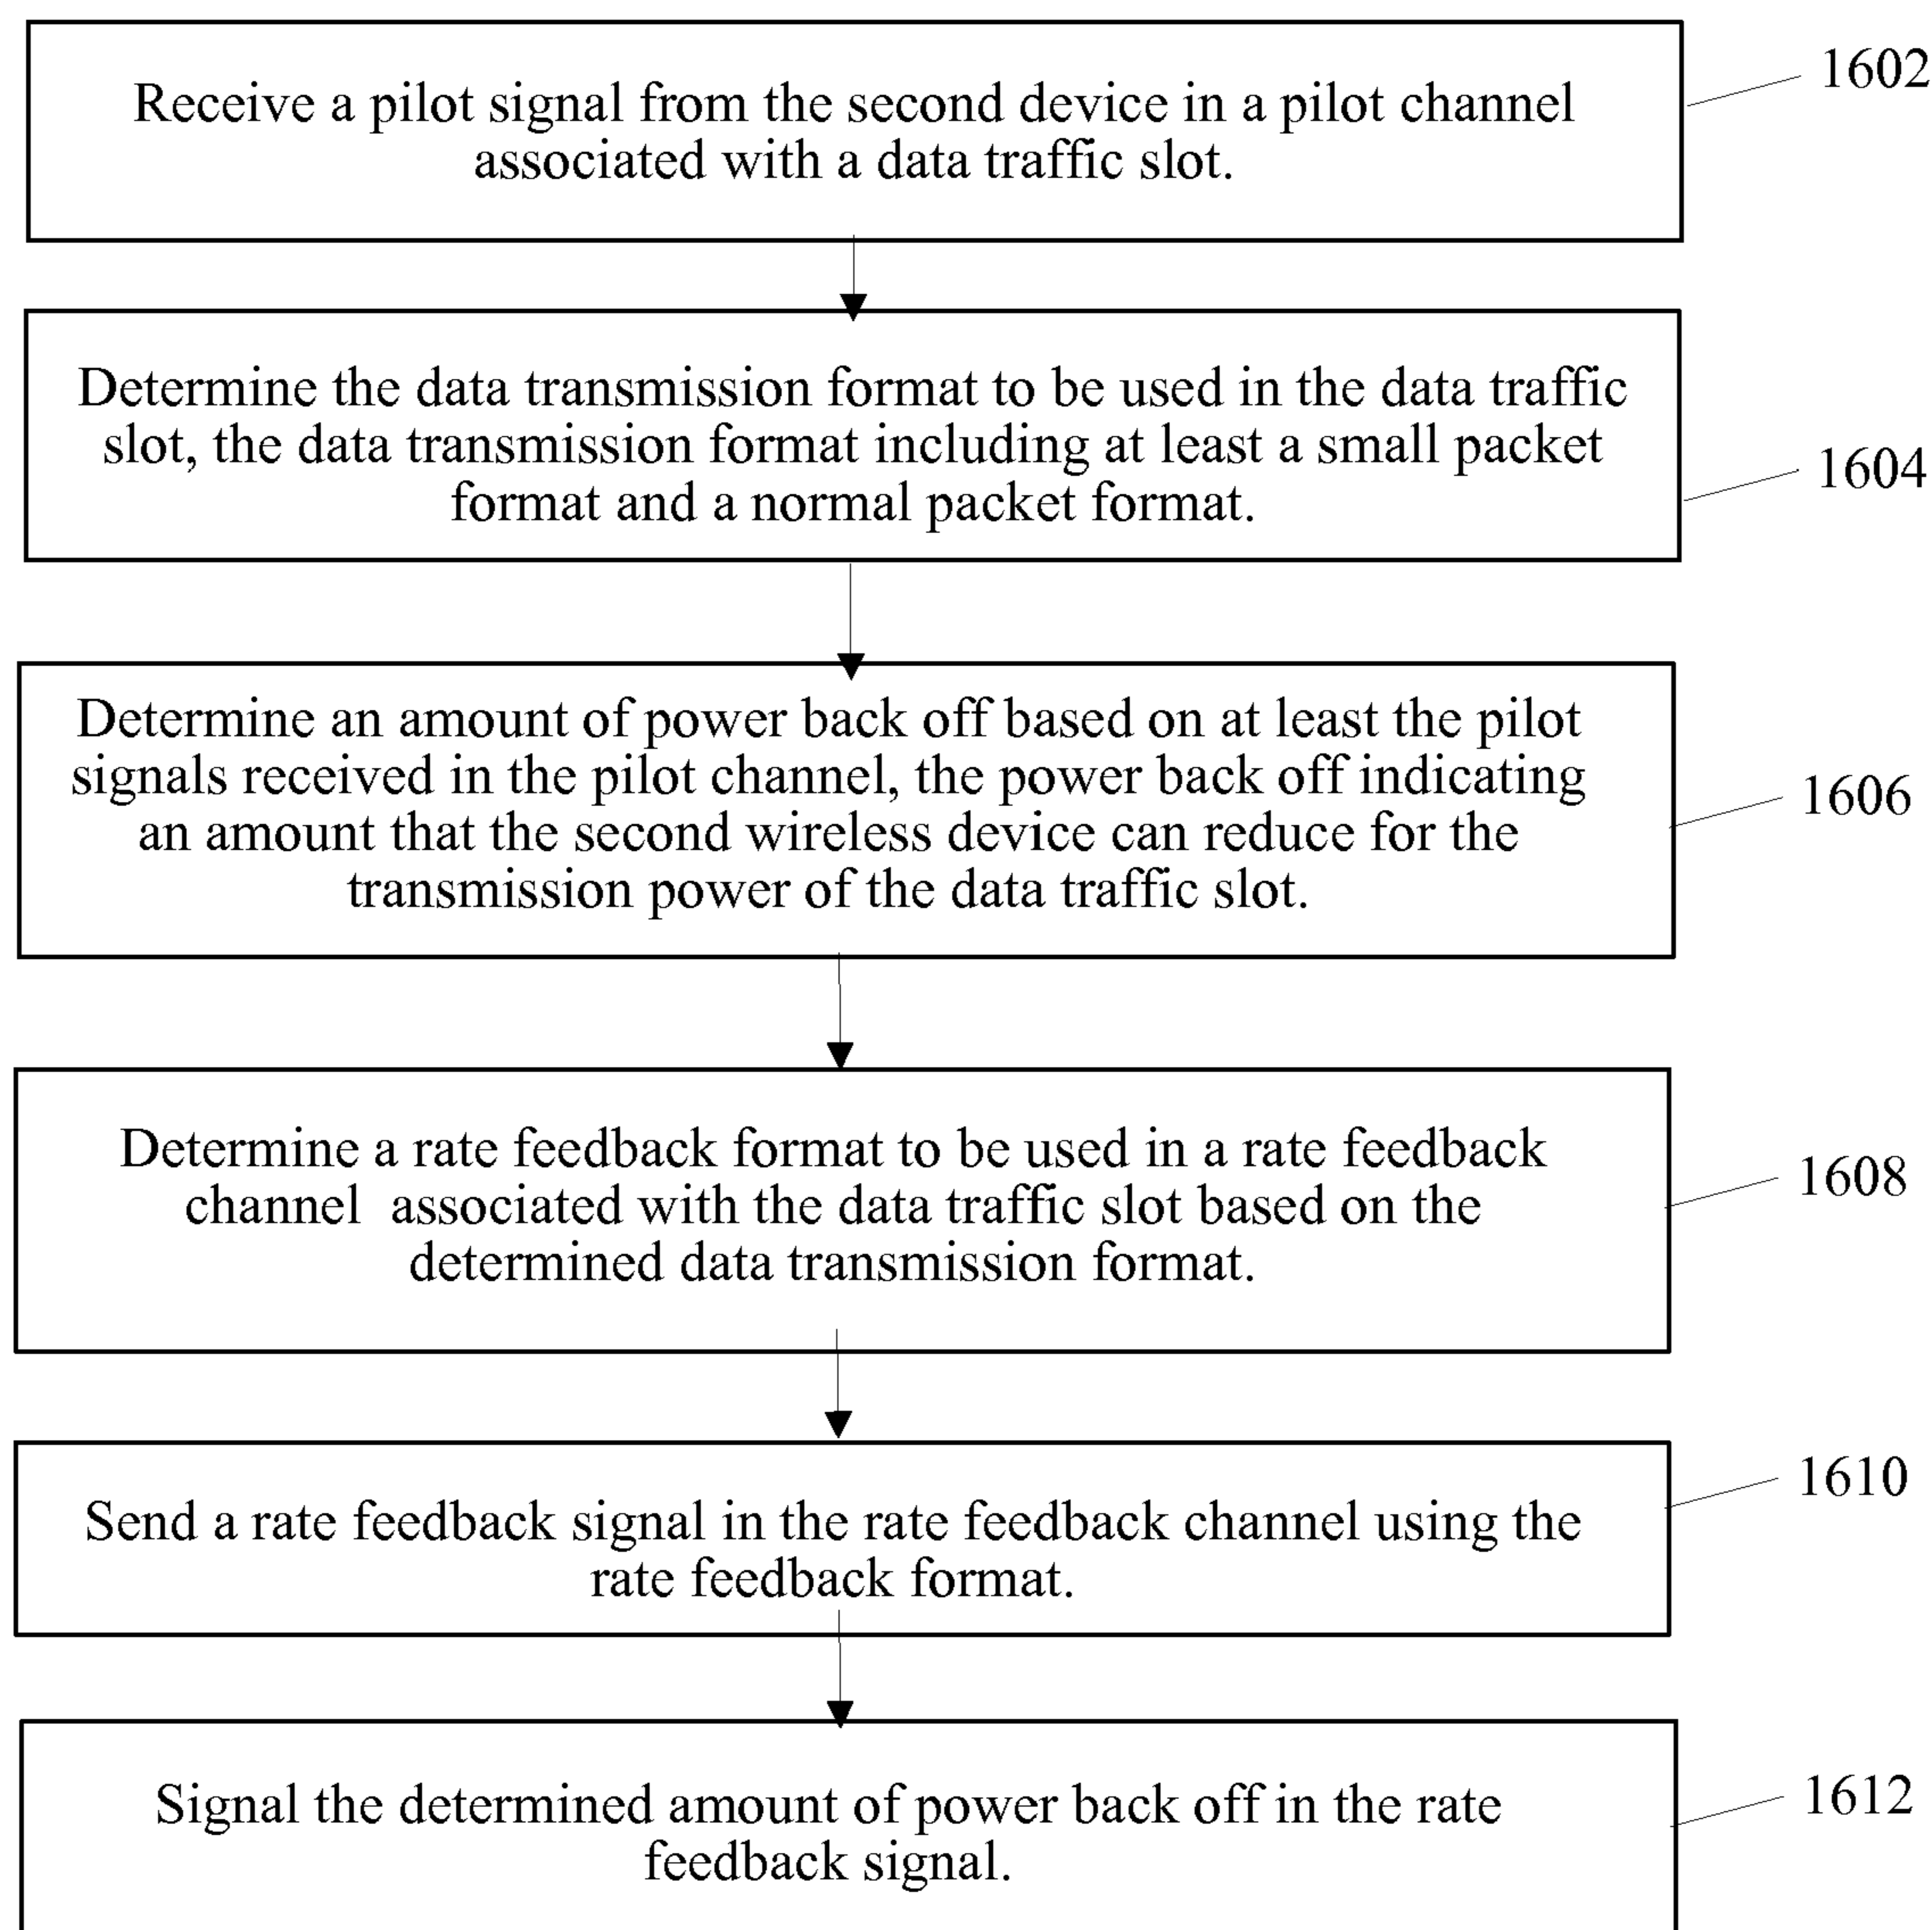 Receive a pilot signal from the second device in a pilot channel
associated with a data traffic slot.
1602
Determine the data transmission format to be used in the data traffic
slot, the data transmission format including at least a small packet
format and a normal packet format.
1604
Determine an amount of power back off based on at least the pilot
signals received in the pilot channel, the power back off indicating
an amount that the second wireless device can reduce for the
transmission power of the data traffic slot.
1606
Determine a rate feedback format to be used in a rate feedback
channel associated with the data traffic slot based on the
determined data transmission format.
1608
Send a rate feedback signal in the rate feedback channel using the
rate feedback format.
1610
Signal the determined amount of power back off in the rate
feedback signal.
1612